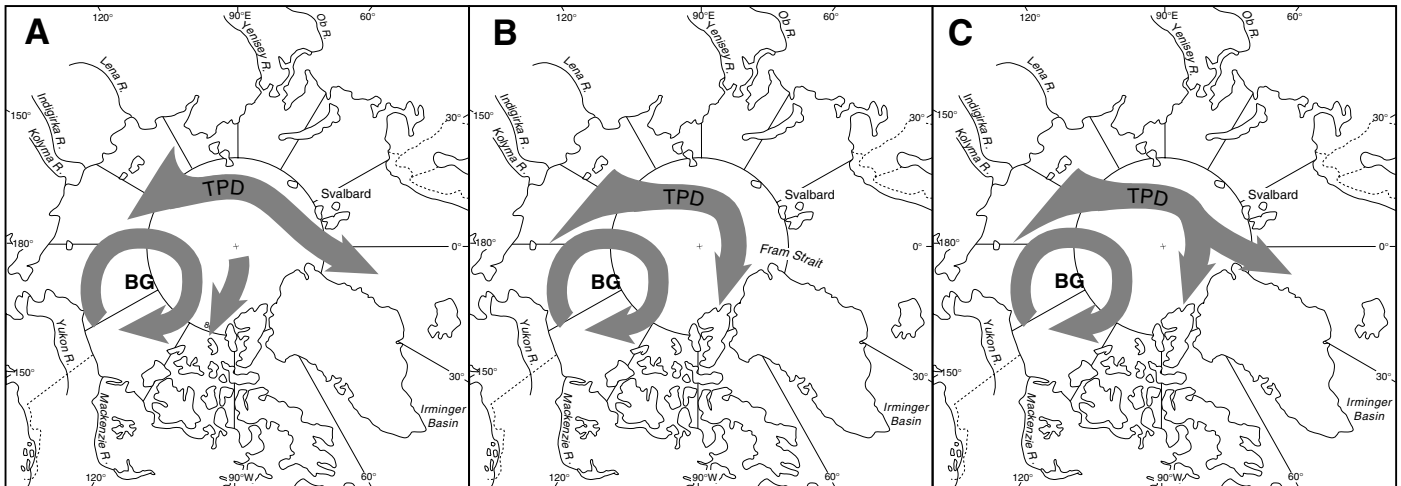 A
120°
90°E
60°
Ob R.
Yenisey R.
Lena R.
150°
Indigirka R.
Kolyma R.
30°
TPD
Svalbard
180°
0°
BG
8
Yukon R.
150°
30°
Mackenzie R.
Irminger
Basin
120°
90°W
60°
B
120°
90°E
60°
Ob R.
Yenisey R.
Lena R.
150°
Indigirka R.
Kolyma R.
30°
TPD
Svalbard
180°
0°
Fram Strait
BG
Yukon R.
150°
30°
Mackenzie R.
Irminger
Basin
120°
90°W
60°
C
120°
90°E
60°
Ob R.
Yenisey R.
Lena R.
150°
Indigirka R.
Kolyma R.
30°
TPD
Svalbard
180°
0°
BG
Yukon R.
150°
30°
Mackenzie R.
Irminger
Basin
120°
90°W
60°